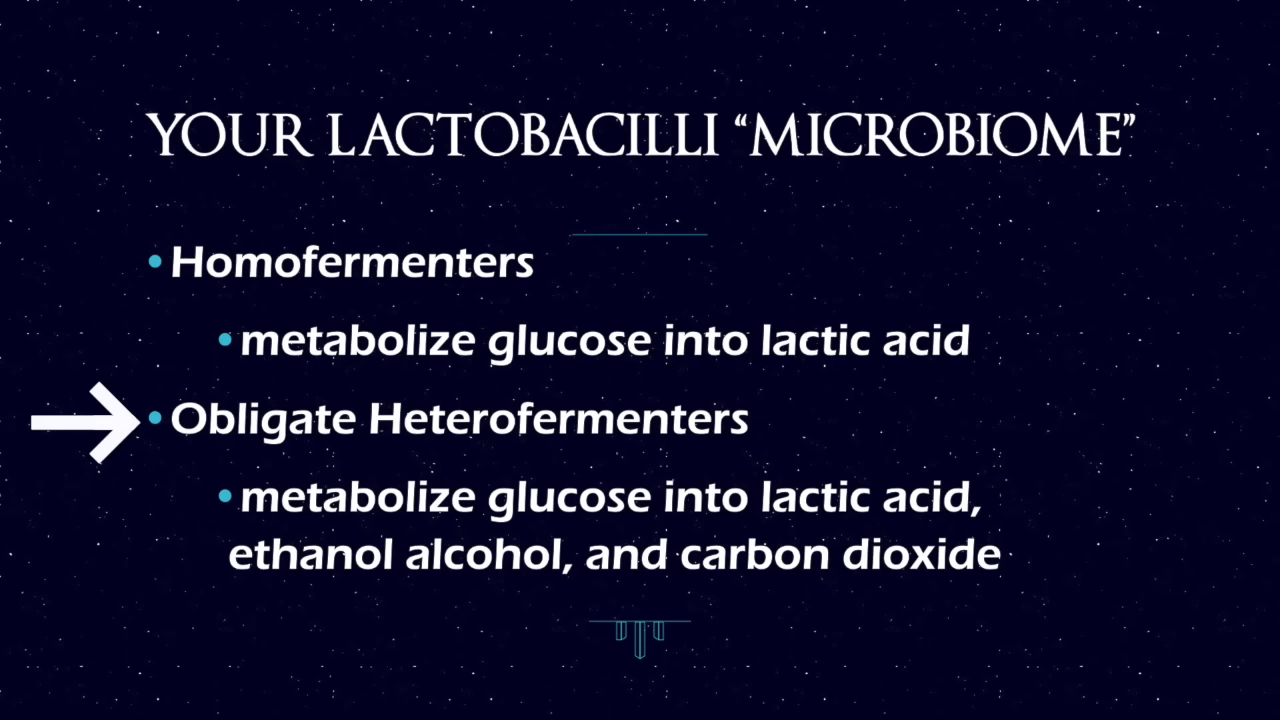 YOUR LACTOBACILLI “MICROBIOME”
• Homofermenters
• metabolize glucose into lactic acid
• Obligate Heterofermenters
• metabolize glucose into lactic acid,
ethanol alcohol, and carbon dioxide